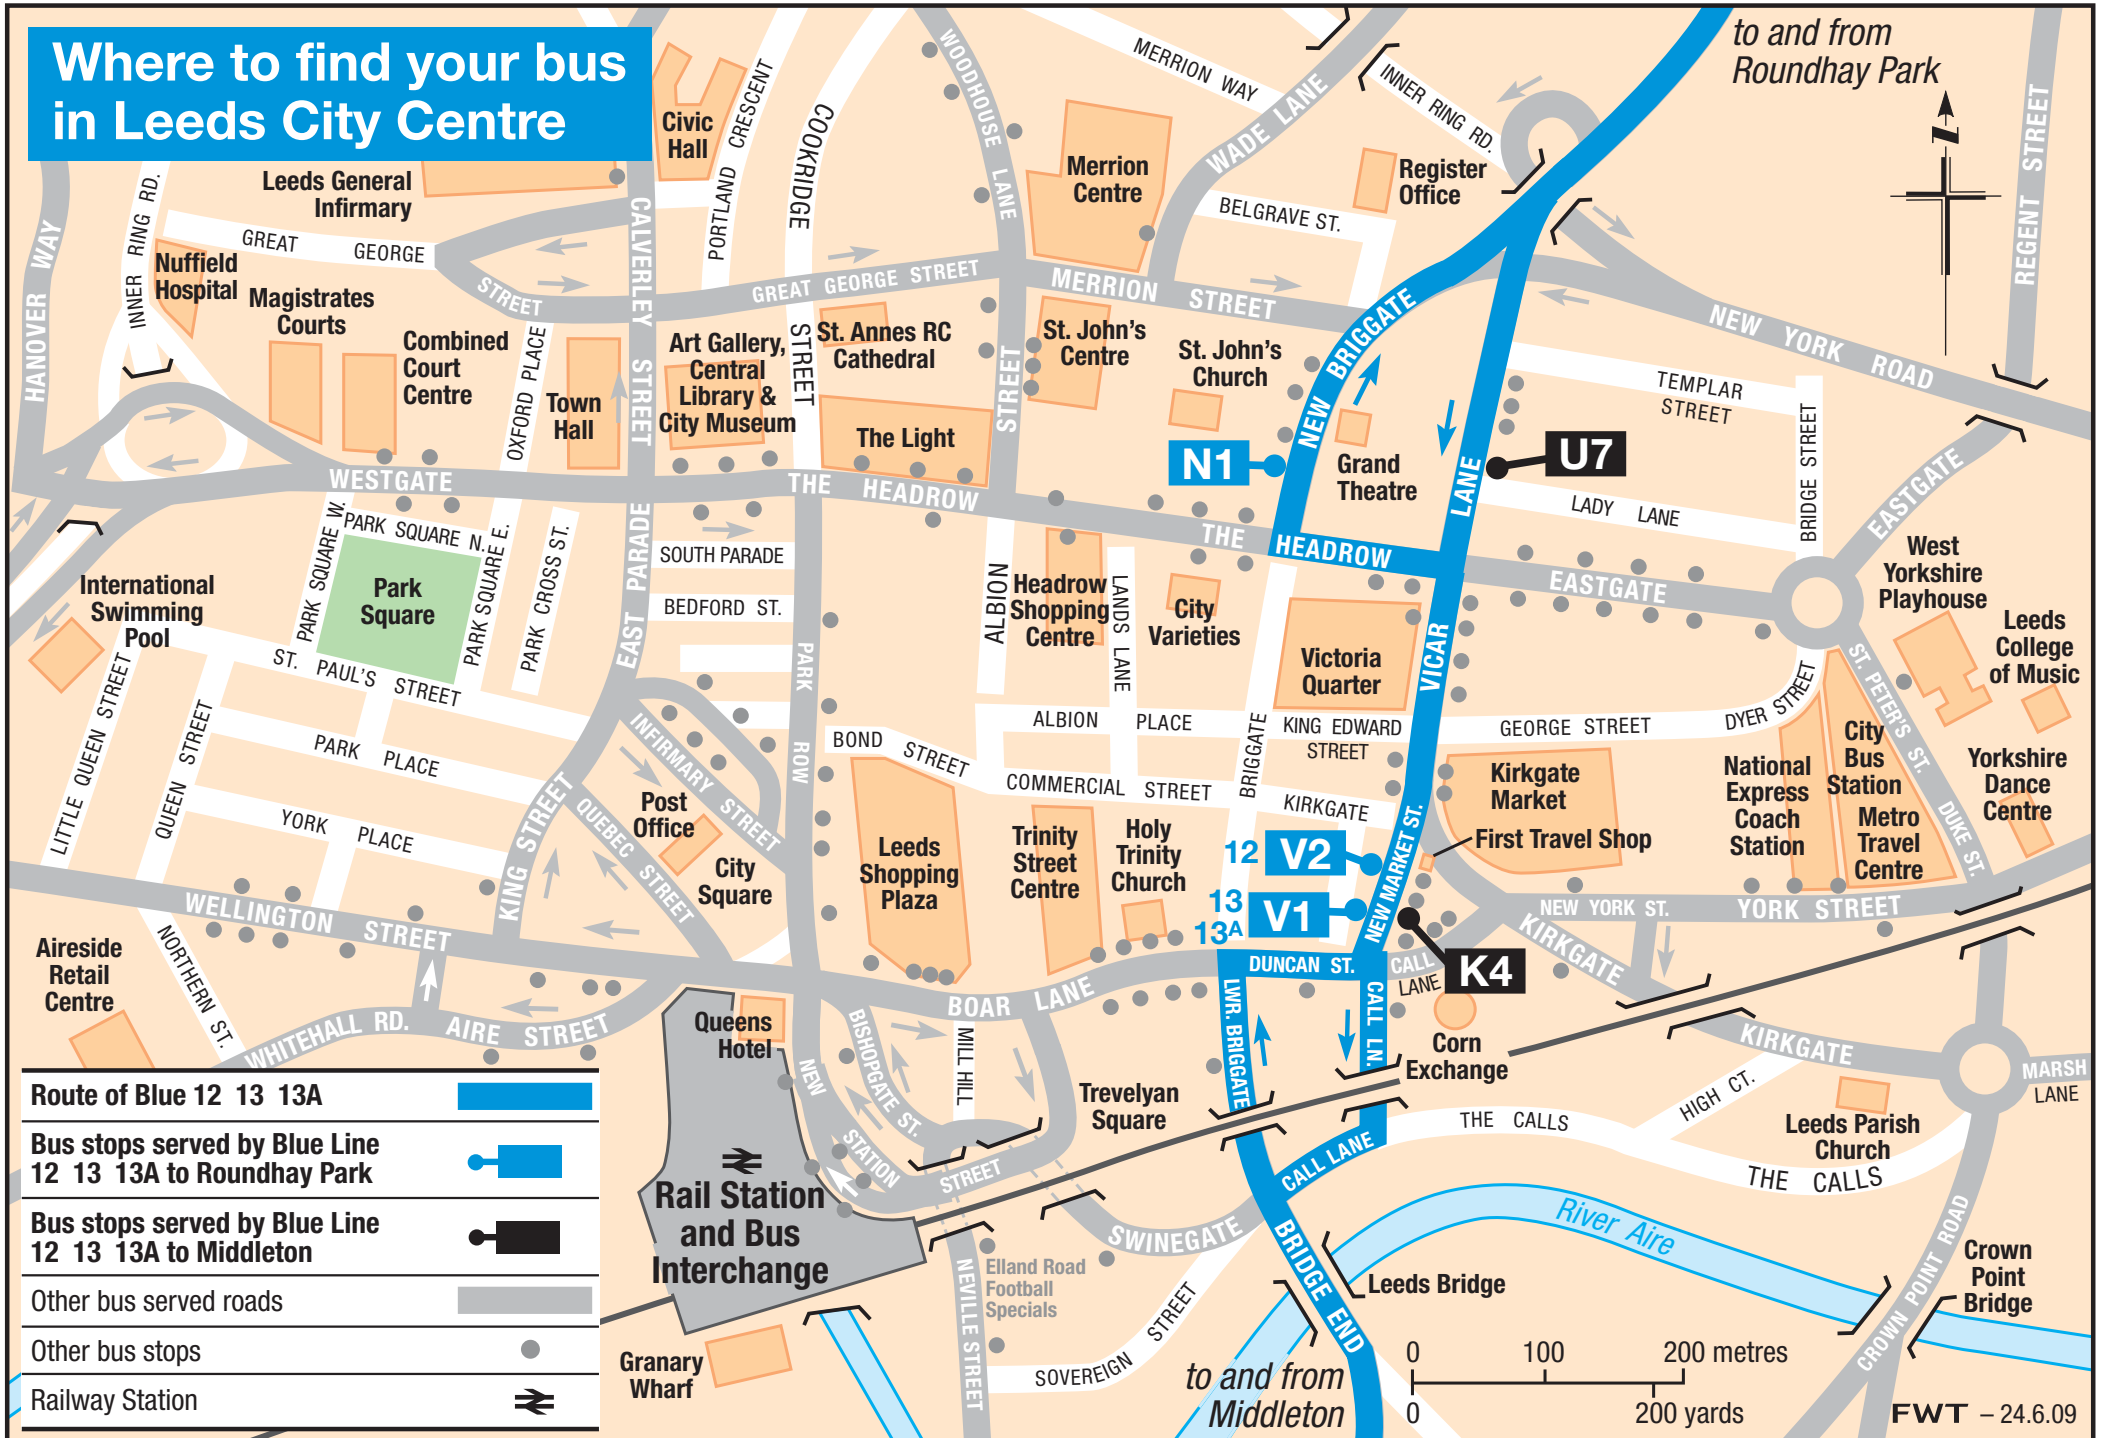 Where to find your bus
in Leeds City Centre
to and from
Roundhay Park
N
WOODHOUSE LANE
MERRION WAY
WADE LANE
INNER RING RD.
REGENT STREET
Civic
Hall
PORTLAND CRESCENT
COOKRIDGE
STREET
Merrion
Centre
Register
Office
BELGRAVE ST.
Leeds General
Infirmary
INNER RING RD.
HANOVER WAY
GREAT GEORGE
STREET
CALVERLEY STREET
GREAT GEORGE STREET
MERRION STREET
Nuffield
Hospital
Magistrates
Courts
Combined
Court
Centre
OXFORD PLACE
Town
Hall
Art Gallery,
Central
Library &
City Museum
St. Annes RC
Cathedral
The Light
STREET
St. John's
Centre
St. John's
Church
NEW BRIGGATE
NEW YORK ROAD
TEMPLAR
STREET
BRIDGE STREET
N1
Grand
Theatre
U7
LADY LANE
EASTGATE
WESTGATE
THE HEADROW
THE HEADROW
EASTGATE
VICAR LANE
PARK SQUARE W.
PARK SQUARE N.
PARK SQUARE E.
PARK CROSS ST.
Park
Square
EAST PARADE
SOUTH PARADE
BEDFORD ST.
ALBION
Headrow
Shopping
Centre
LANDS LANE
City
Varieties
Victoria
Quarter
West
Yorkshire
Playhouse
Leeds
College
of Music
International
Swimming
Pool
ST. PAUL'S STREET
LITTLE QUEEN STREET
QUEEN STREET
PARK PLACE
YORK PLACE
INFIRMARY STREET
PARK ROW
BOND STREET
ALBION PLACE
BRIGGATE
KING EDWARD
STREET
GEORGE STREET
DYER STREET
ST. PETER'S ST.
DUKE ST.
COMMERCIAL STREET
KIRKGATE
Kirkgate
Market
First Travel Shop
National
Express
Coach
Station
City
Bus
Station
Metro
Travel
Centre
Yorkshire
Dance
Centre
KING STREET
QUEBEC STREET
Post
Office
City
Square
Leeds
Shopping
Plaza
Trinity
Street
Centre
Holy
Trinity
Church
12 V2
13
13A
V1
NEW MARKET ST.
K4
NEW YORK ST.
YORK STREET
KIRKGATE
WELLINGTON STREET
Aireside
Retail
Centre
NORTHERN ST.
WHITEHALL RD.
AIRE STREET
Queens
Hotel
BOAR LANE
DUNCAN ST.
CALL
LANE
LWR. BRIGGATE
CALL LN.
Corn
Exchange
KIRKGATE
MARSH
LANE
HIGH CT.
Leeds Parish
Church
THE CALLS
THE CALLS
NEW STATION STREET
BISHOPGATE ST.
MILL HILL
Trevelyan
Square
CALL LANE
Rail Station
and Bus
Interchange
SWINEGATE
BRIDGE END
River Aire
Leeds Bridge
Crown
Point
Bridge
CROWN POINT ROAD
NEVILLE STREET
Elland Road
Football
Specials
Granary
Wharf
SOVEREIGN STREET
to and from
Middleton
0 100 200 metres
0 200 yards
FWT – 24.6.09
Route of Blue 12 13 13A
Bus stops served by Blue Line
12 13 13A to Roundhay Park
Bus stops served by Blue Line
12 13 13A to Middleton
Other bus served roads
Other bus stops
Railway Station